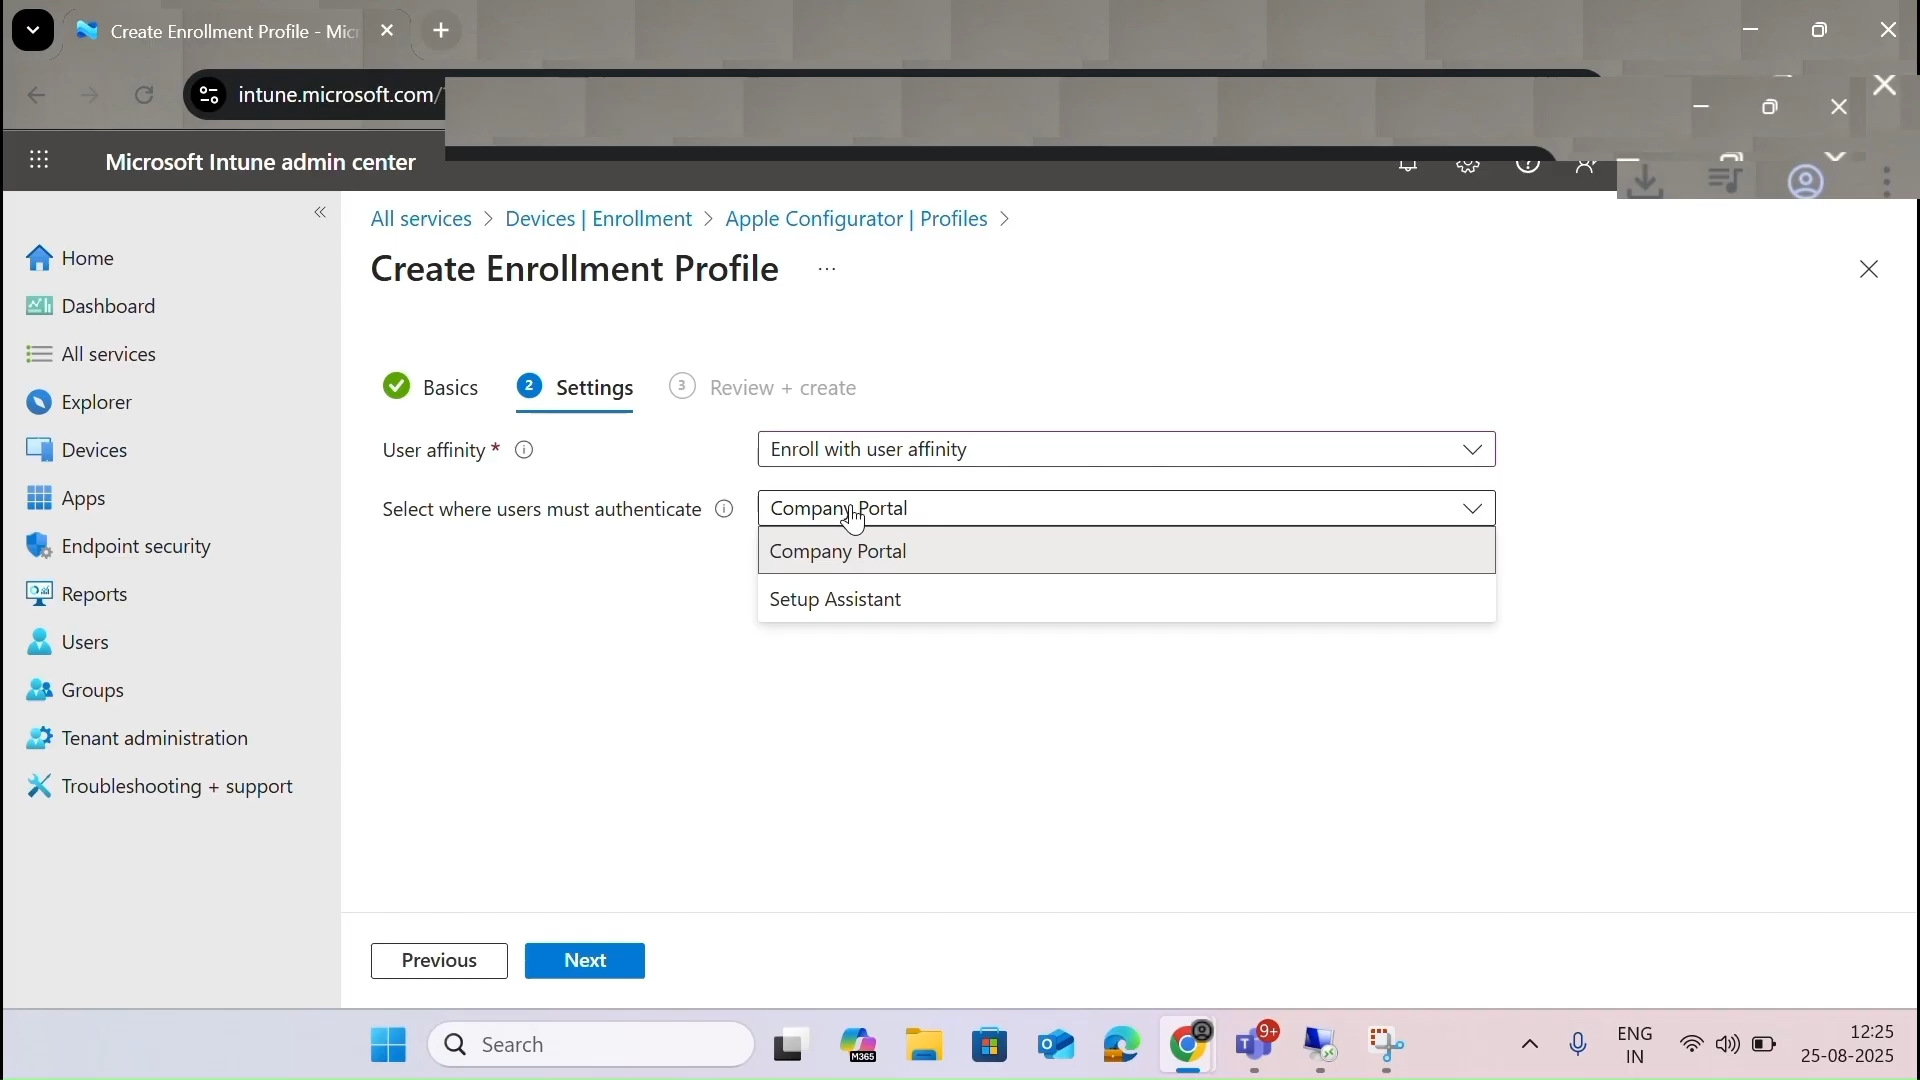 Create Enrollment Profile - Mic
intune.microsoft.com/
Microsoft Intune admin center
All services > Devices | Enrollment > Apple Configurator | Profiles >
Create Enrollment Profile ...
Home
Dashboard
All services
Explorer
Devices
Apps
Endpoint security
Reports
Users
Groups
Tenant administration
Troubleshooting + support
Basics
2 Settings
3 Review + create
User affinity *
Enroll with user affinity
Select where users must authenticate
Company Portal
Company Portal
Setup Assistant
Previous
Next
Search
M365
9+
ENG
IN
12:25
25-08-2025